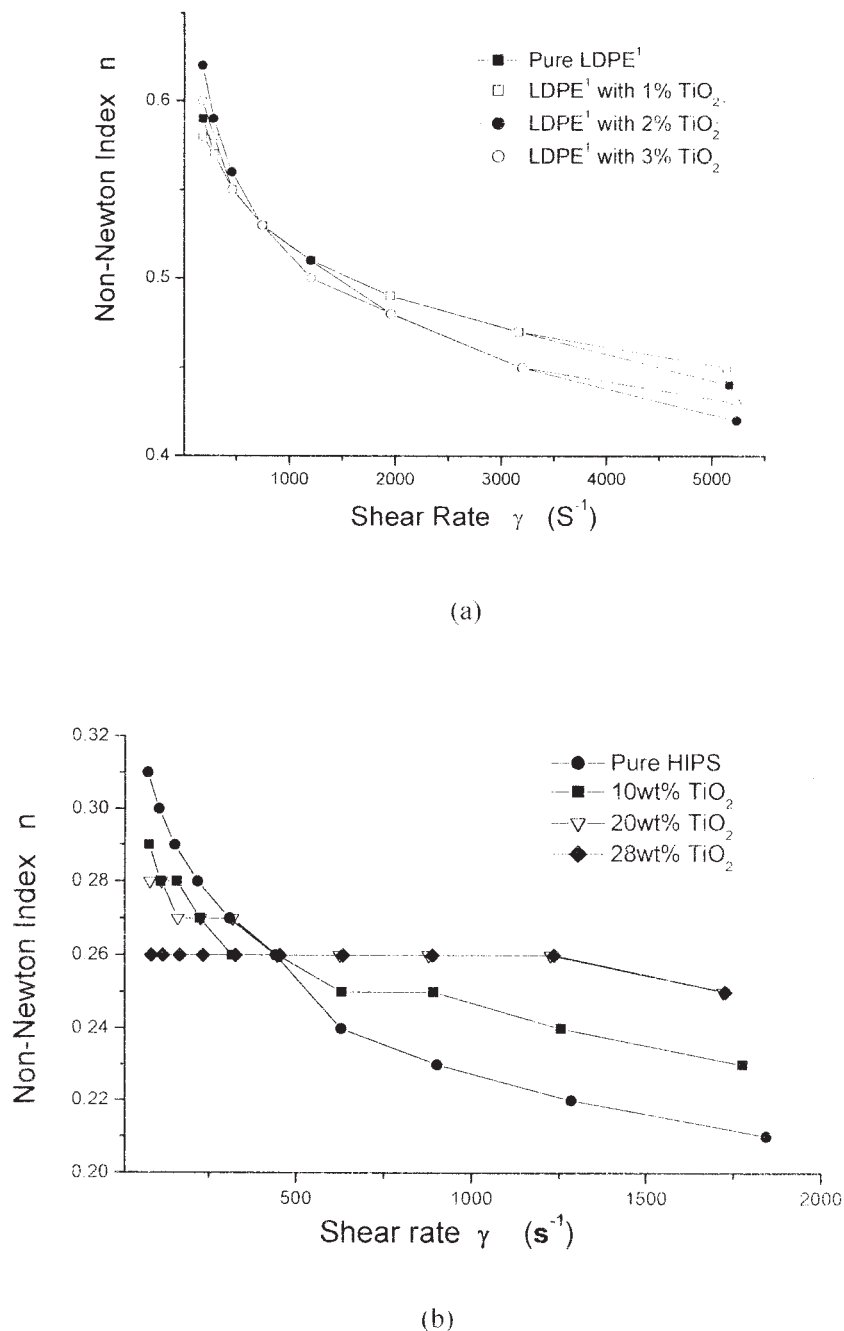 Non-Newton Index n
0.6
0.5
0.4
Pure LDPE¹
LDPE¹ with 1% TiO₂
LDPE¹ with 2% TiO₂
LDPE¹ with 3% TiO₂
1000 2000 3000 4000 5000
Shear Rate γ (S⁻¹)
(a)
Non-Newton Index n
0.32
0.30
0.28
0.26
0.24
0.22
0.20
Pure HIPS
10wt% TiO₂
20wt% TiO₂
28wt% TiO₂
500 1000 1500 2000
Shear rate γ (s⁻¹)
(b)